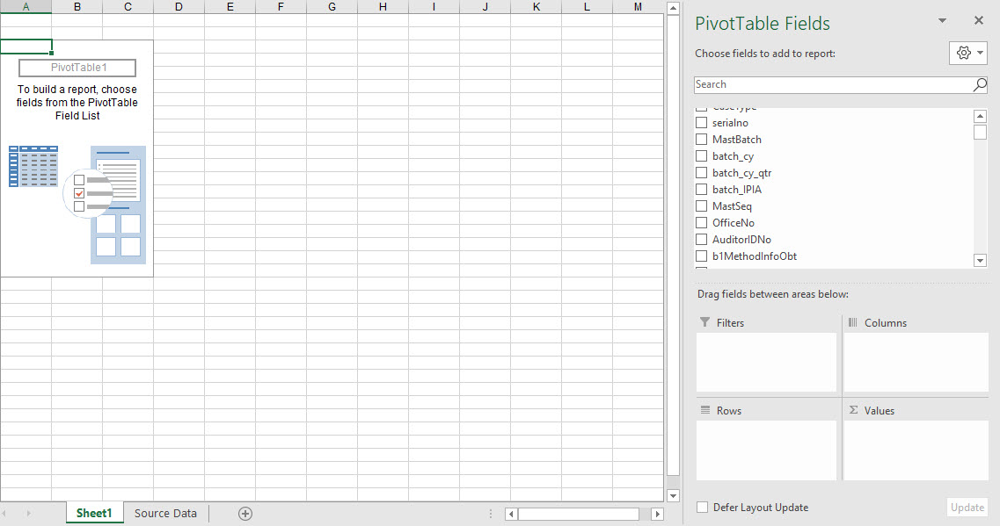 A B C D E F G H I J K L M
PivotTable1
To build a report, choose
fields from the PivotTable
Field List
Sheet1 Source Data
PivotTable Fields
Choose fields to add to report:
Search
CaseType
serialno
MastBatch
batch_cy
batch_cy_qtr
batch_IPIA
MastSeq
OfficeNo
AuditorIDNo
b1MethodInfoObt
Drag fields between areas below:
Filters
Columns
Rows
Σ Values
Defer Layout Update
Update